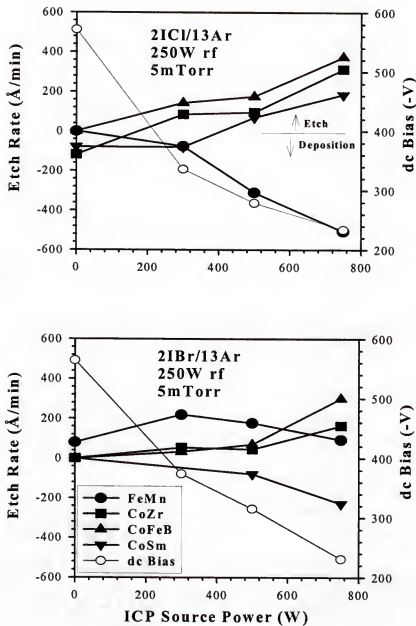 2ICl/13Ar
250W rf
5mTorr
Etch
Deposition
Etch Rate (Å/min)
dc Bias (-V)
600
400
200
0
-200
-400
-600
600
500
400
300
200
0
200
400
600
800
2IBr/13Ar
250W rf
5mTorr
Etch Rate (Å/min)
dc Bias (-V)
600
400
200
0
-200
-400
-600
600
500
400
300
200
FeMn
CoZr
CoFeB
CoSm
dc Bias
0
200
400
600
800
ICP Source Power (W)